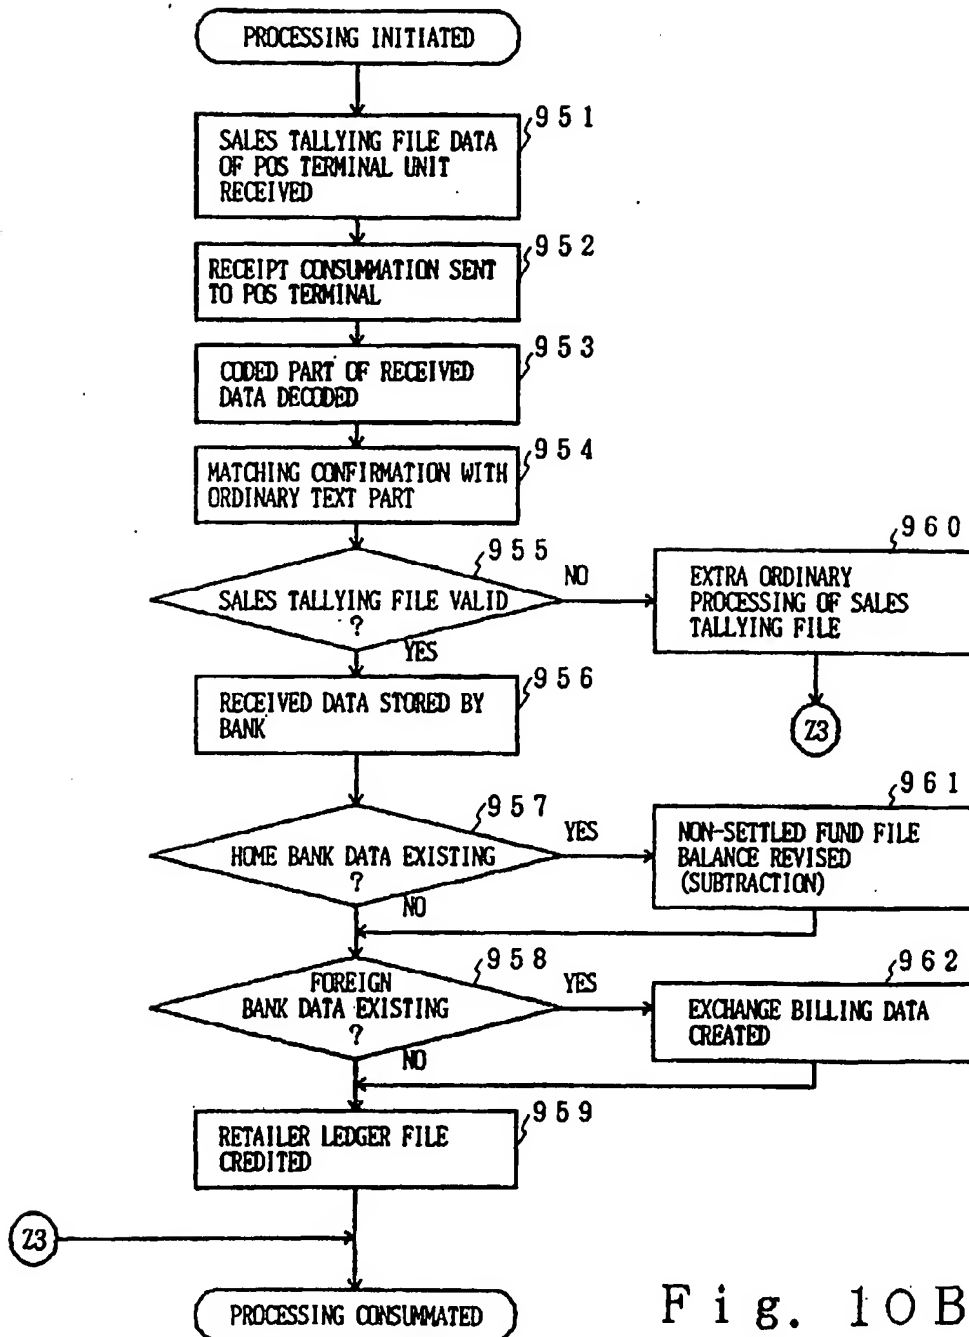 PROCESSING INITIATED
951
SALES TALLYING FILE DATA
OF POS TERMINAL UNIT
RECEIVED
952
RECEIPT CONSUMMATION SENT
TO POS TERMINAL
953
CODED PART OF RECEIVED
DATA DECODED
954
MATCHING CONFIRMATION WITH
ORDINARY TEXT PART
955
SALES TALLYING FILE VALID
?
NO
YES
960
EXTRA ORDINARY
PROCESSING OF SALES
TALLYING FILE
Z3
956
RECEIVED DATA STORED BY
BANK
957
HOME BANK DATA EXISTING
?
YES
NO
961
NON-SETTLED FUND FILE
BALANCE REVISED
(SUBTRACTION)
958
FOREIGN
BANK DATA EXISTING
?
YES
NO
962
EXCHANGE BILLING DATA
CREATED
959
RETAILER LEDGER FILE
CREDITED
Z3
PROCESSING CONSUMMATED
Fig. 10B